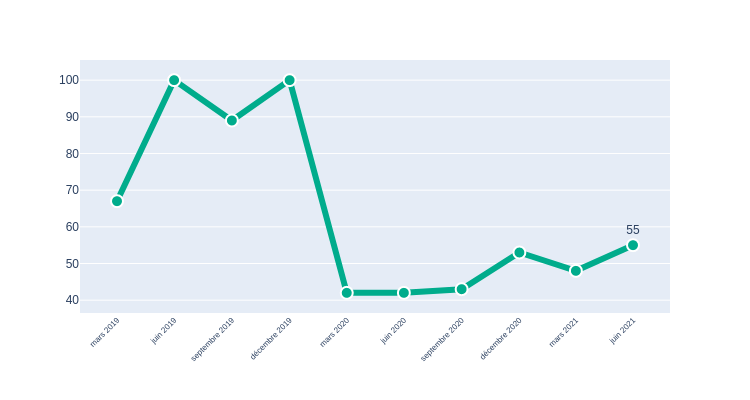 100
90
80
70
60
50
40
55
mars 2019
juin 2019
septembre 2019
décembre 2019
mars 2020
juin 2020
septembre 2020
décembre 2020
mars 2021
juin 2021